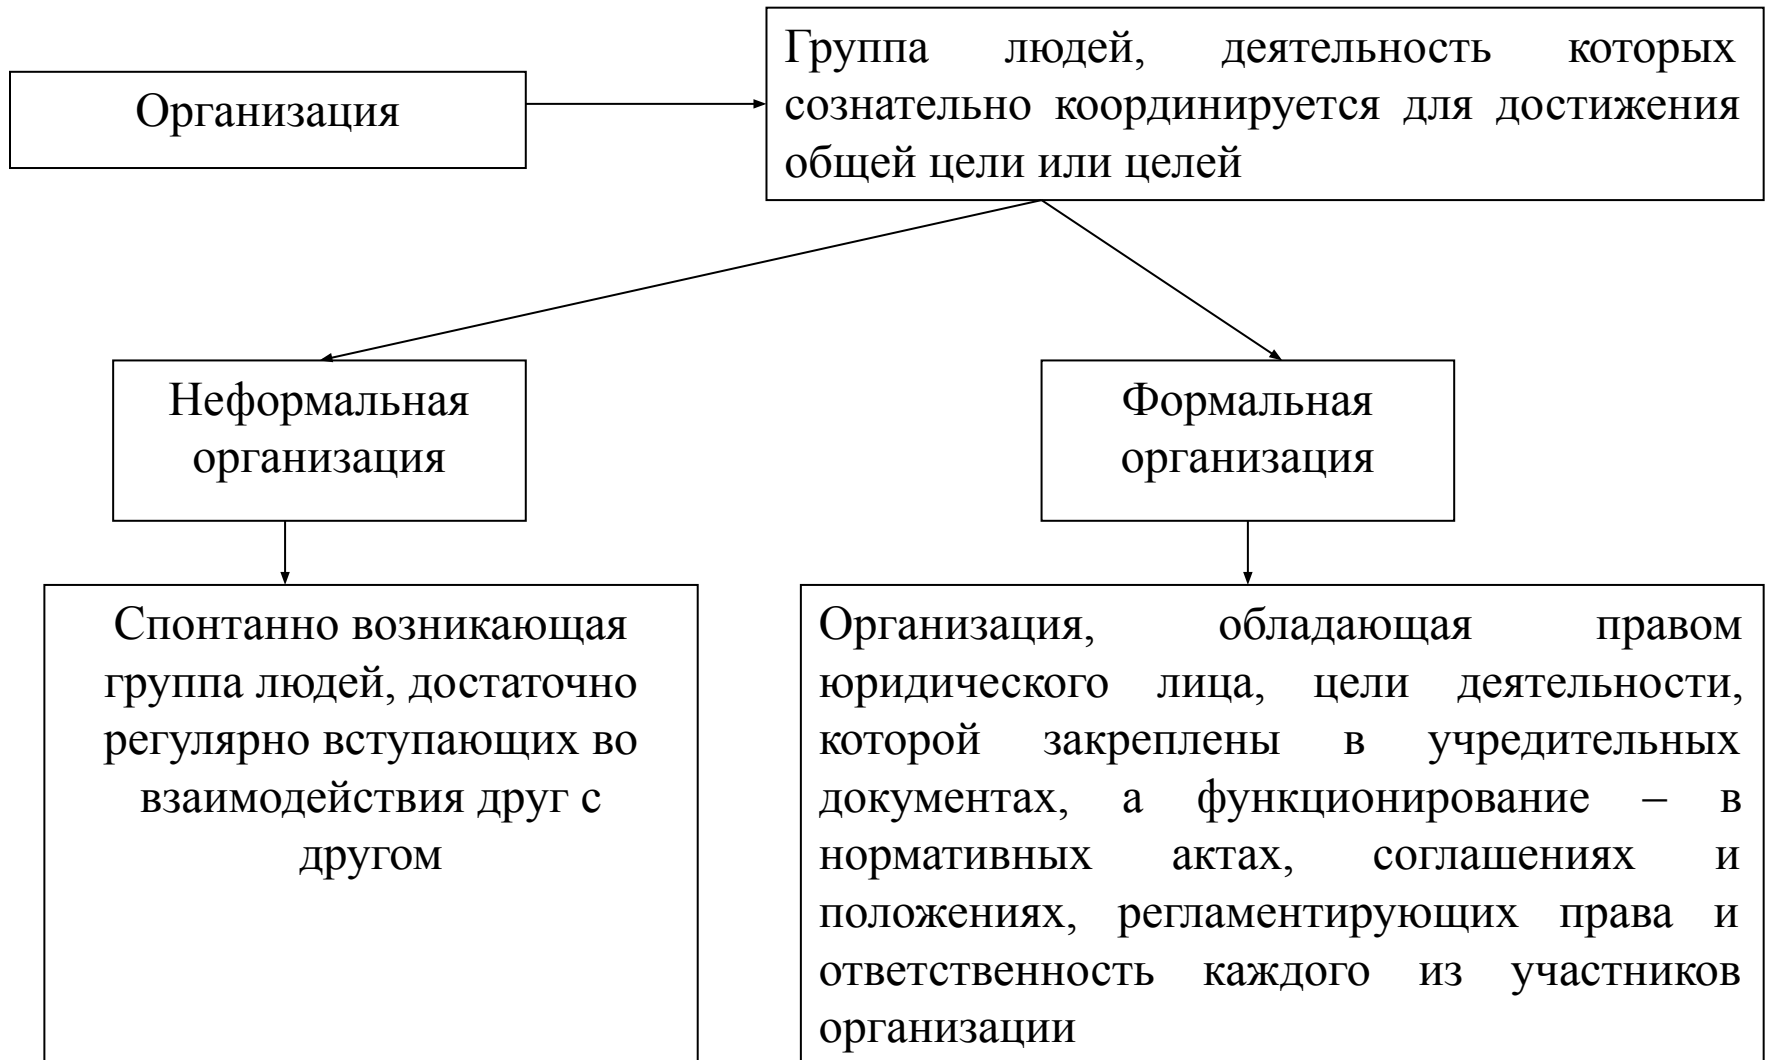 Организация
Группа людей, деятельность которых
сознательно координируется для достижения
общей цели или целей
Неформальная
организация
Формальная
организация
Спонтанно возникающая
группа людей, достаточно
регулярно вступающих во
взаимодействия друг с
другом
Организация, обладающая правом
юридического лица, цели деятельности,
которой закреплены в учредительных
документах, а функционирование – в
нормативных актах, соглашениях и
положениях, регламентирующих права и
ответственность каждого из участников
организации